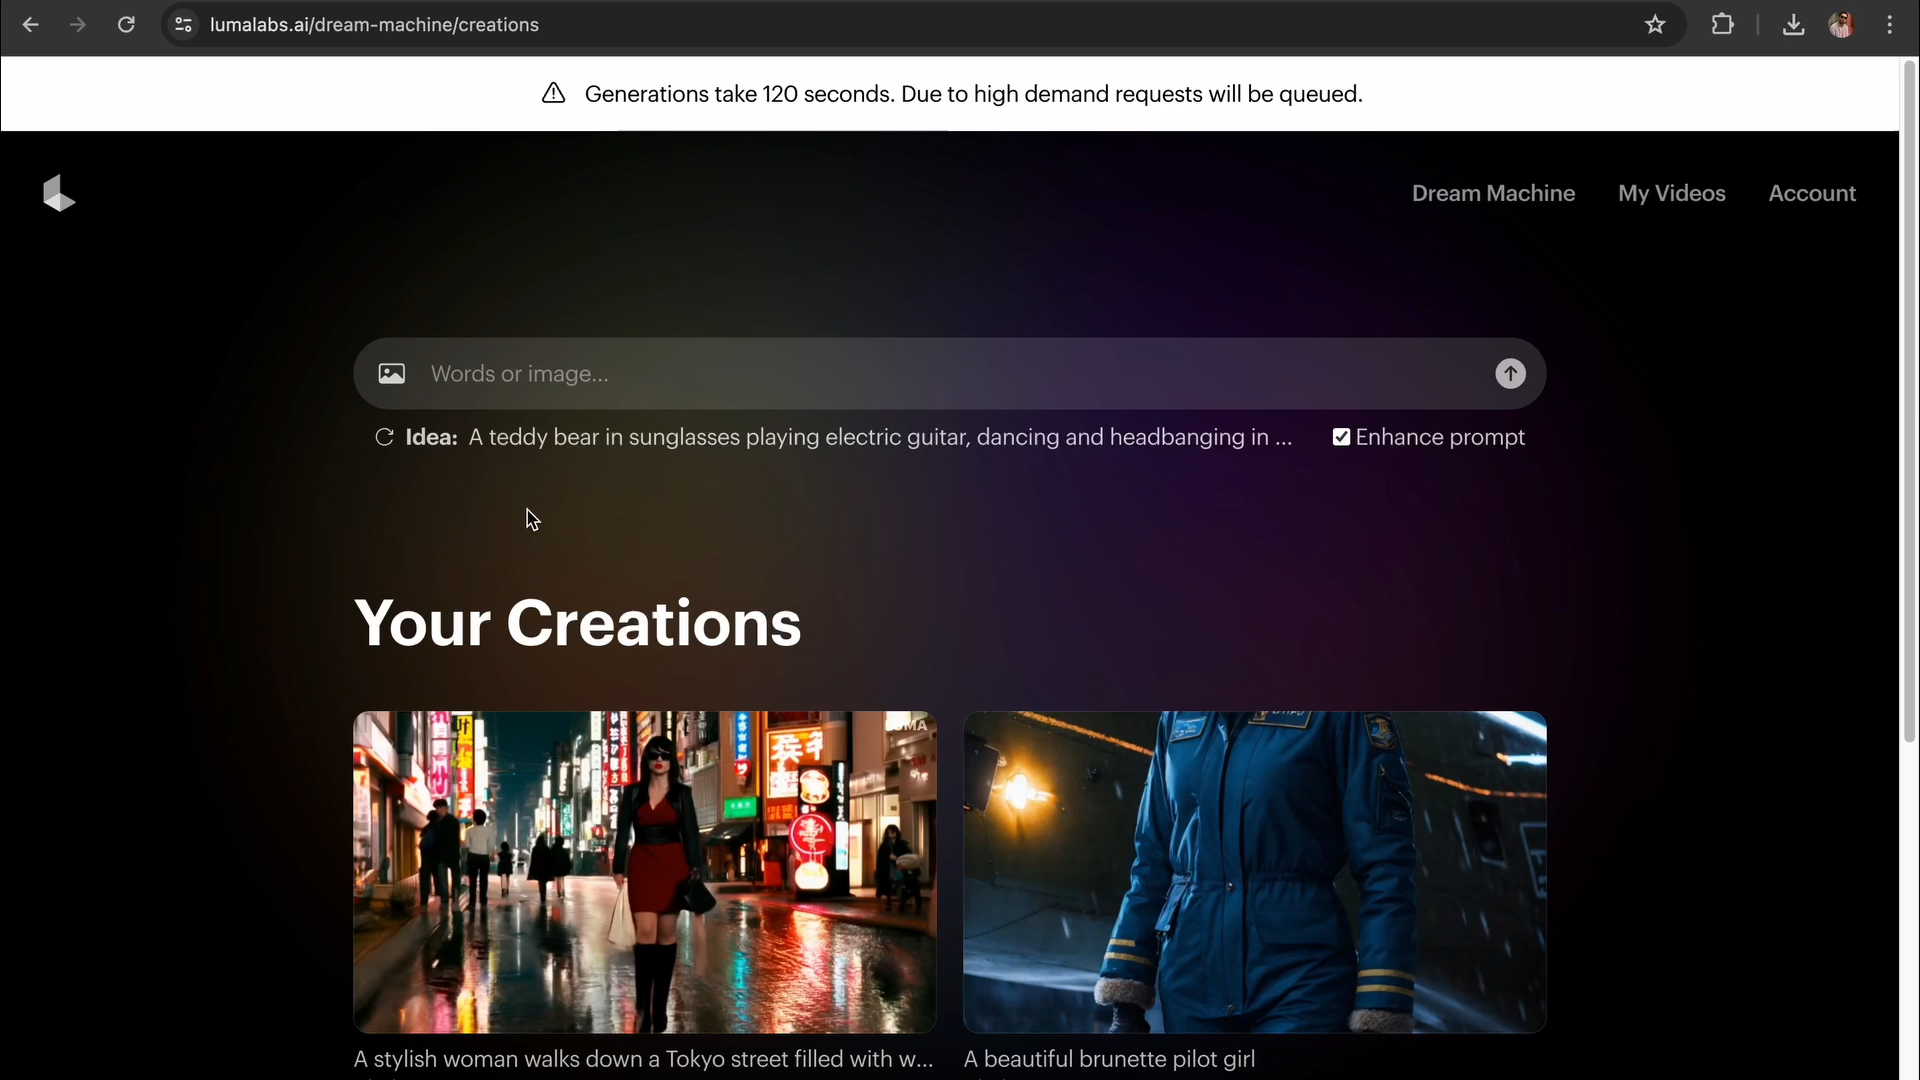 lumalabs.ai/dream-machine/creations
Generations take 120 seconds. Due to high demand requests will be queued.
Dream Machine My Videos Account
Words or image...
Idea: A teddy bear in sunglasses playing electric guitar, dancing and headbanging in ... Enhance prompt
Your Creations
A stylish woman walks down a Tokyo street filled with w... A beautiful brunette pilot girl